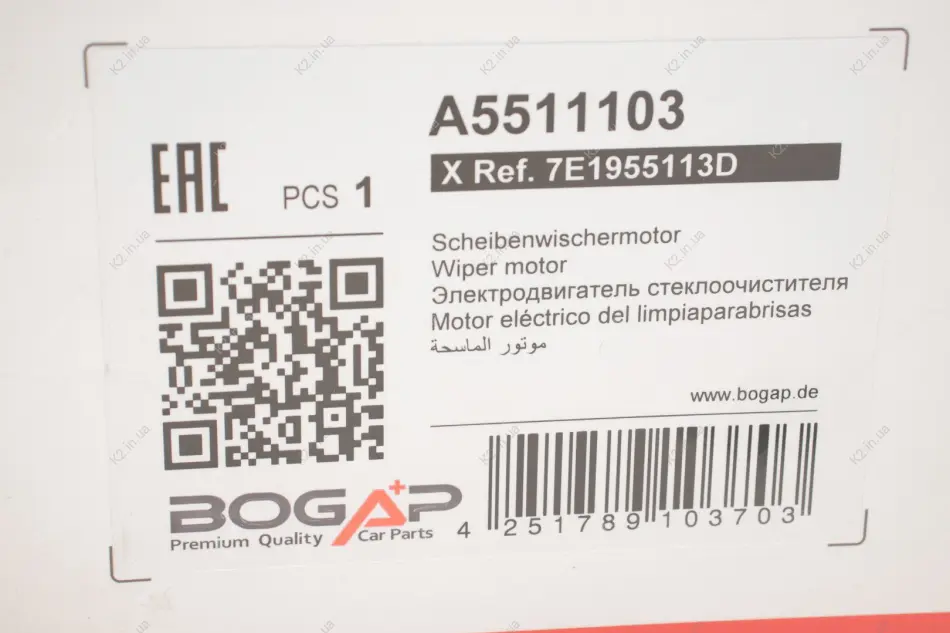 A5511103
X Ref. 7E1955113D
EAC
PCS 1
Scheibenwischermotor
Wiper motor
Электродвигатель стеклоочистителя
Motor eléctrico del limpiaparabrisas
موتور الماسحة
www.bogap.de
BOGAP
Premium Quality Car Parts
4 251789 103703
K2.in.ua